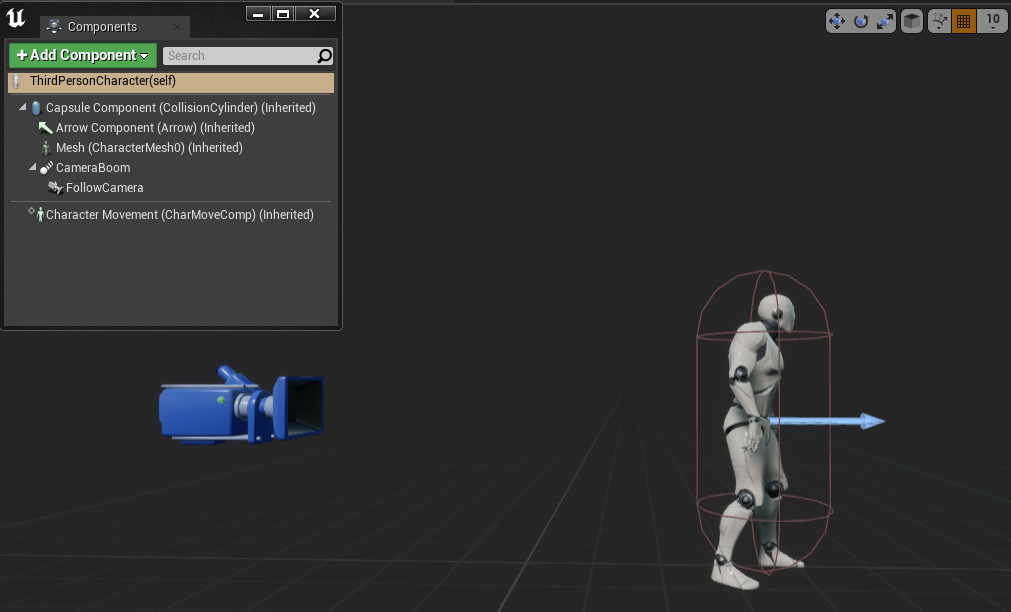 Components
+ Add Component
Search
ThirdPersonCharacter(self)
Capsule Component (CollisionCylinder) (Inherited)
Arrow Component (Arrow) (Inherited)
Mesh (CharacterMesh0) (Inherited)
CameraBoom
FollowCamera
Character Movement (CharMoveComp) (Inherited)
10